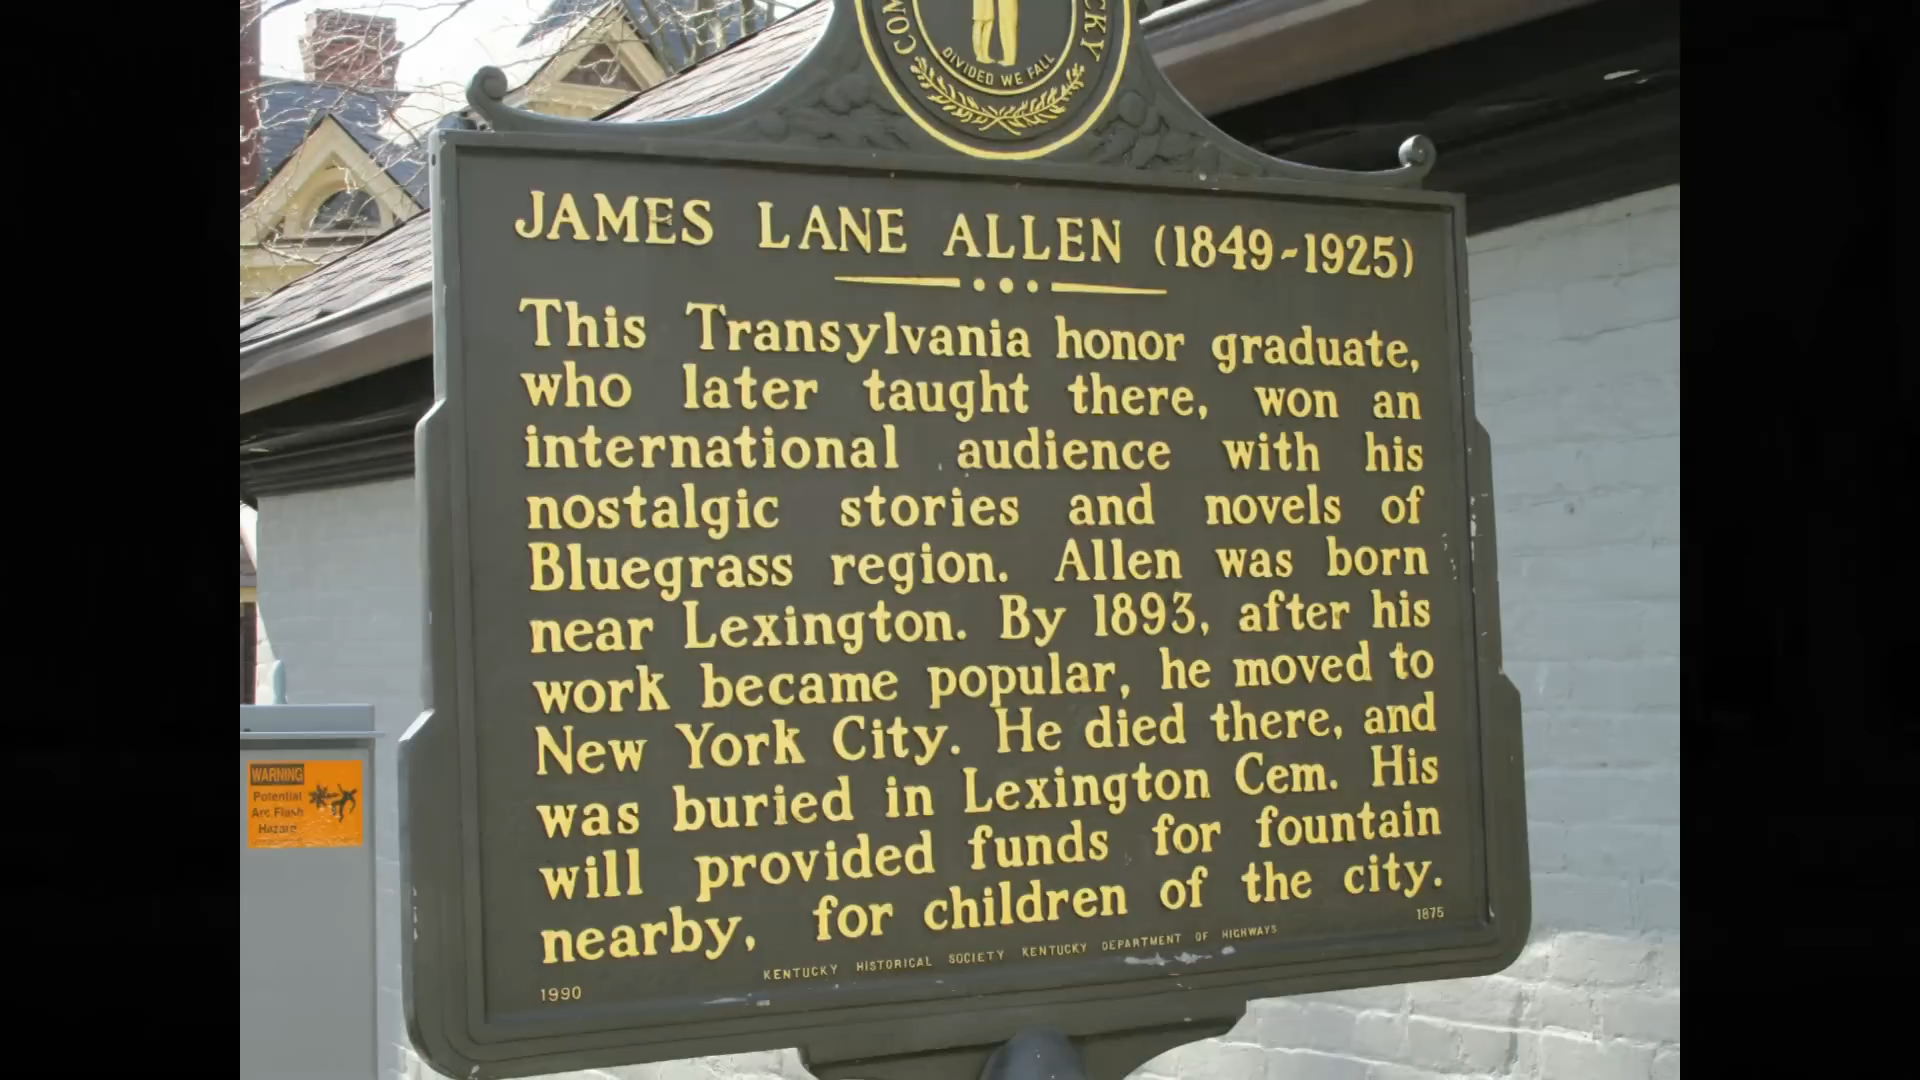 DIVIDED WE FALL
JAMES LANE ALLEN (1849-1925)
This Transylvania honor graduate,
who later taught there, won an
international audience with his
nostalgic stories and novels of
Bluegrass region. Allen was born
near Lexington. By 1893, after his
work became popular, he moved to
New York City. He died there, and
was buried in Lexington Cem. His
will provided funds for fountain
nearby, for children of the city.
1875
KENTUCKY HISTORICAL SOCIETY KENTUCKY DEPARTMENT OF HIGHWAYS
1990
WARNING
Potential
Arc Flash
Hazard